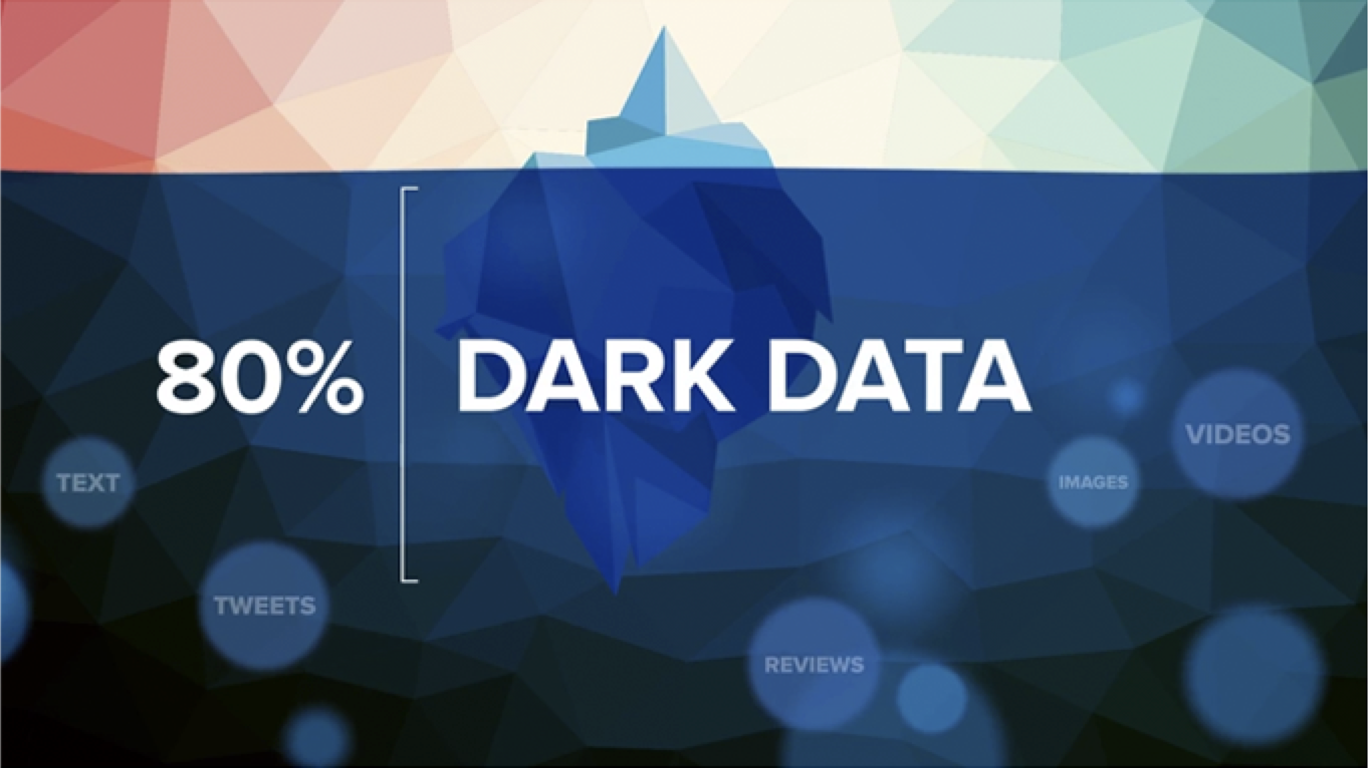 80%
DARK DATA
VIDEOS
TEXT
IMAGES
TWEETS
REVIEWS